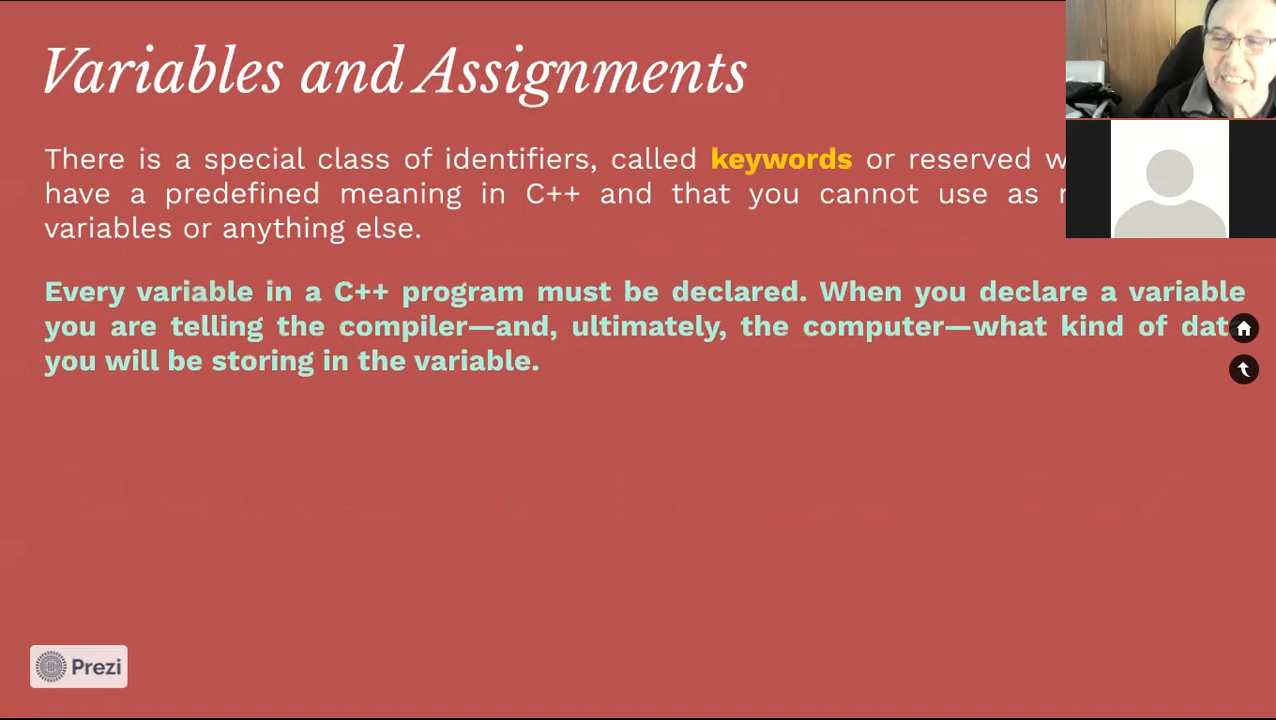 Variables and Assignments
There is a special class of identifiers, called keywords or reserved
have a predefined meaning in C++ and that you cannot use as
variables or anything else.
Every variable in a C++ program must be declared. When you declare a variable
you are telling the compiler—and, ultimately, the computer—what kind of dat
you will be storing in the variable.
Prezi